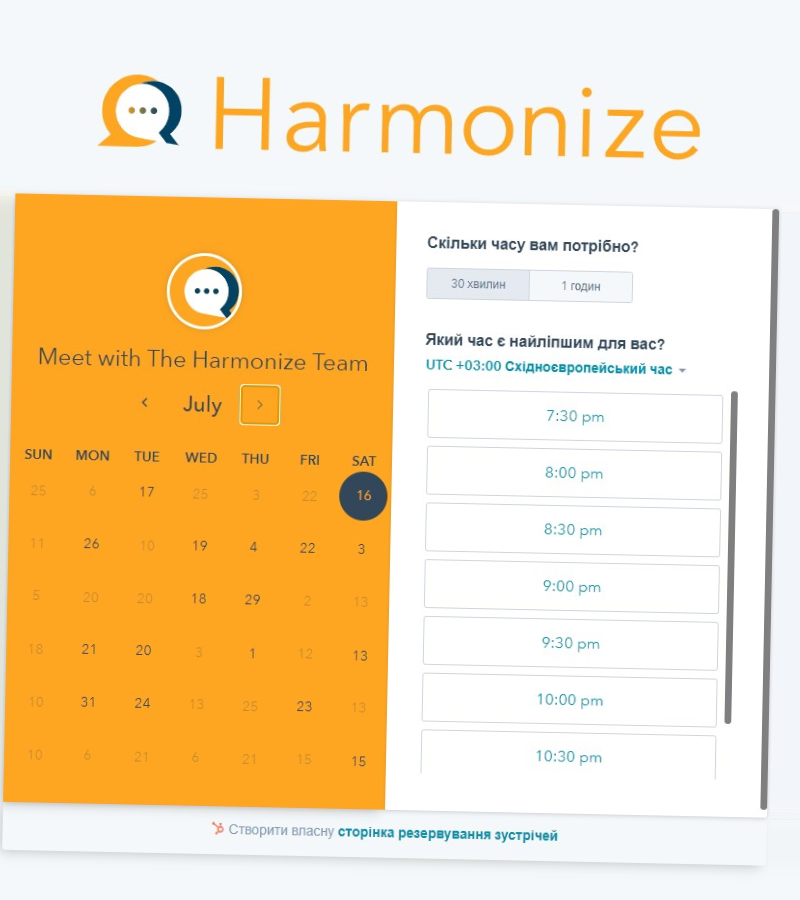 Harmonize
Meet with The Harmonize Team
July
SUN MON TUE WED THU FRI SAT
25 6 17 25 3 22 16
11 26 10 19 4 22 3
5 20 20 18 29 2 13
18 21 20 3 1 12 13
10 31 24 13 25 23 13
10 6 21 6 21 15 15
Скільки часу вам потрібно?
30 хвилин 1 годин
Який час є найліпшим для вас?
UTC +03:00 Східноєвропейський час
7:30 pm
8:00 pm
8:30 pm
9:00 pm
9:30 pm
10:00 pm
10:30 pm
Створити власну сторінка резервування зустрічей